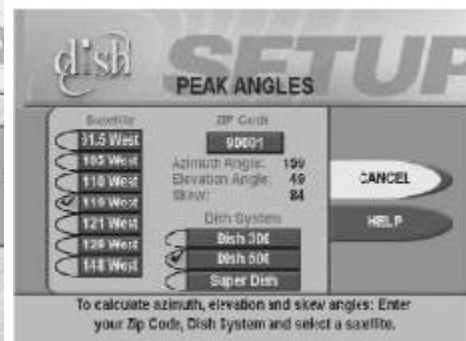 dish
SETUP
PEAK ANGLES
Satellite
61.5 West
105 West
110 West
119 West
121 West
129 West
148 West
ZIP Code
90001
Azimuth Angle: 159
Elevation Angle: 49
Skew: 84
Dish System
Dish 300
Dish 500
Super Dish
CANCEL
HELP
To calculate azimuth, elevation and skew angles: Enter
your Zip Code, Dish System and select a satellite.